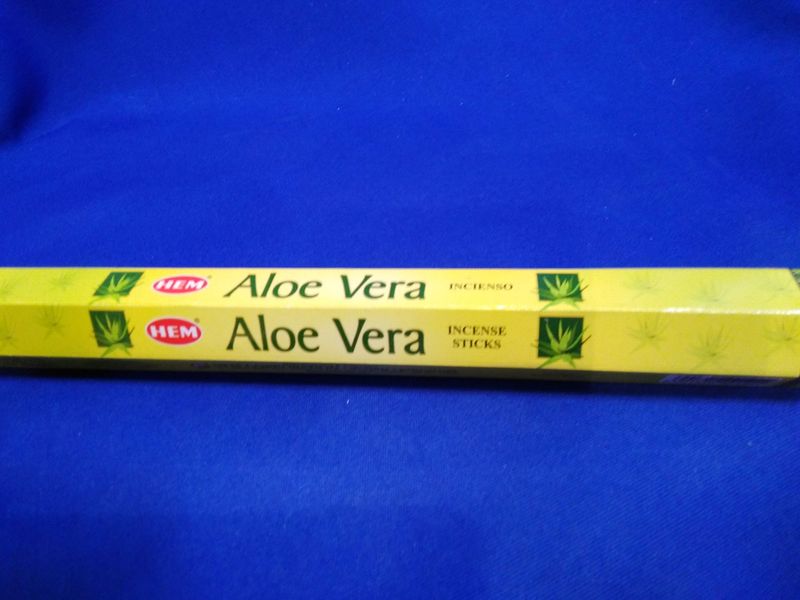 HEM Aloe Vera INCIENSO
HEM Aloe Vera INCENSE
STICKS